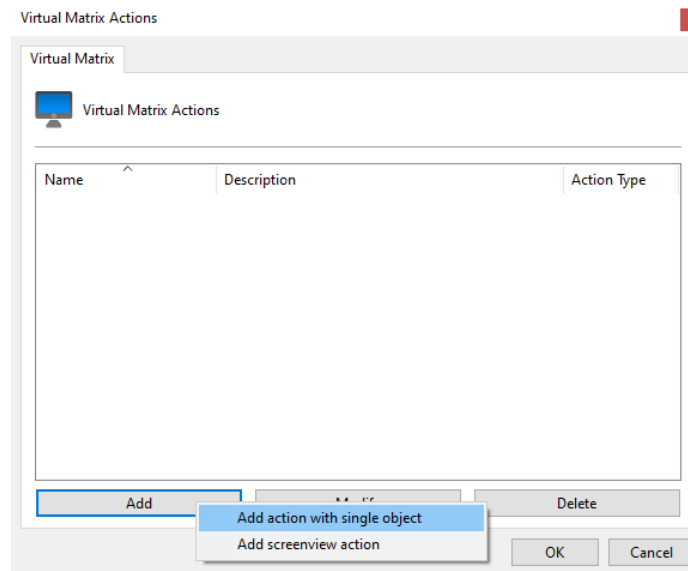 Virtual Matrix Actions
Virtual Matrix
Virtual Matrix Actions
Name Description Action Type
Add Delete
Add action with single object
Add screenview action
OK Cancel